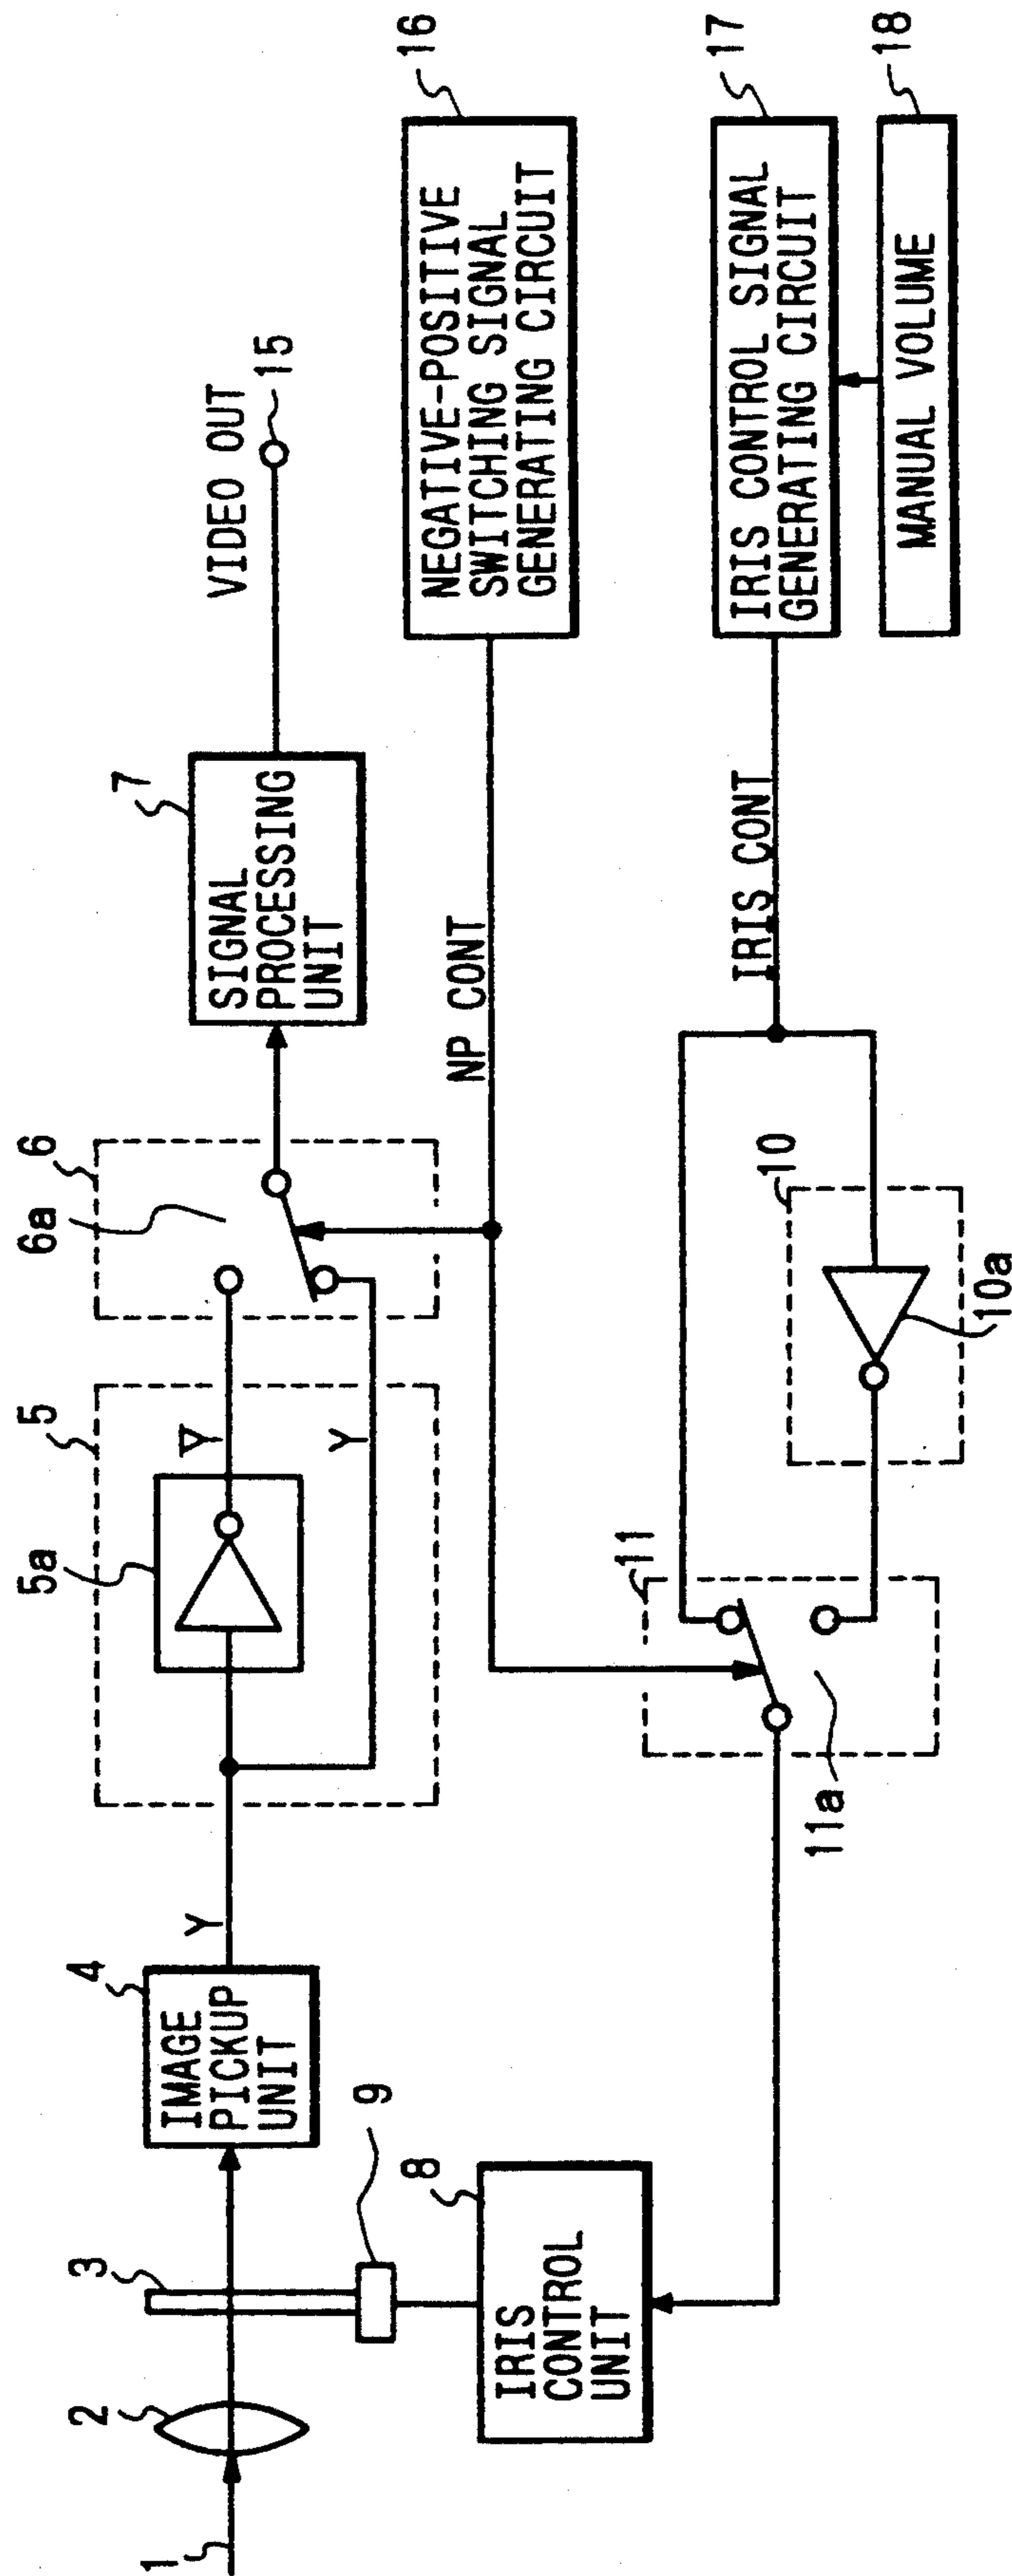 1
2
3
4
IMAGE
PICKUP
UNIT
Y
5
5a
Y̅
Y
6
6a
7
SIGNAL
PROCESSING
UNIT
VIDEO OUT
15
9
8
IRIS
CONTROL
UNIT
NP CONT
NEGATIVE-POSITIVE
SWITCHING SIGNAL
GENERATING CIRCUIT
16
11
11a
10
10a
IRIS CONT
IRIS CONTROL SIGNAL
GENERATING CIRCUIT
17
MANUAL VOLUME
18